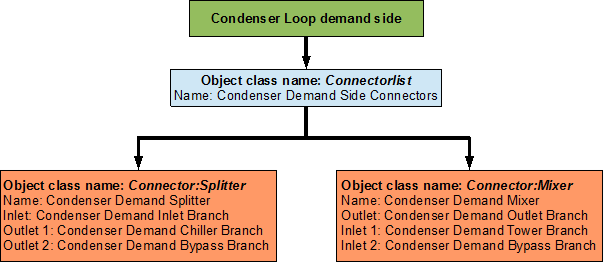 Condenser Loop demand side
Object class name: Connectorlist
Name: Condenser Demand Side Connectors
Object class name: Connector:Splitter
Name: Condenser Demand Splitter
Inlet: Condenser Demand Inlet Branch
Outlet 1: Condenser Demand Chiller Branch
Outlet 2: Condenser Demand Bypass Branch
Object class name: Connector:Mixer
Name: Condenser Demand Mixer
Outlet: Condenser Demand Outlet Branch
Inlet 1: Condenser Demand Tower Branch
Inlet 2: Condenser Demand Bypass Branch